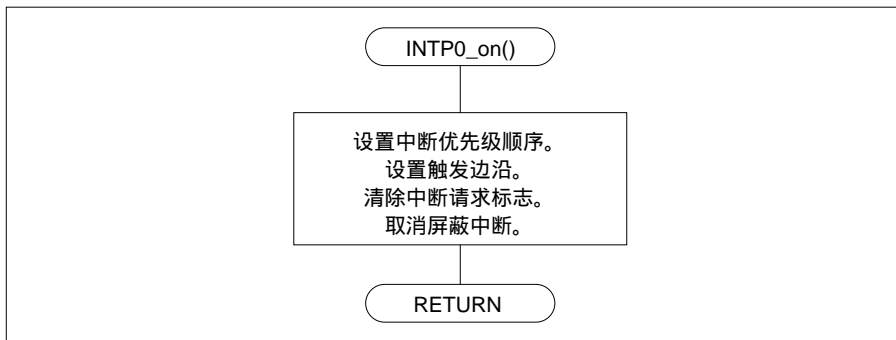 INTP0_on()
设置中断优先级顺序。
设置触发边沿。
清除中断请求标志。
取消屏蔽中断。
RETURN